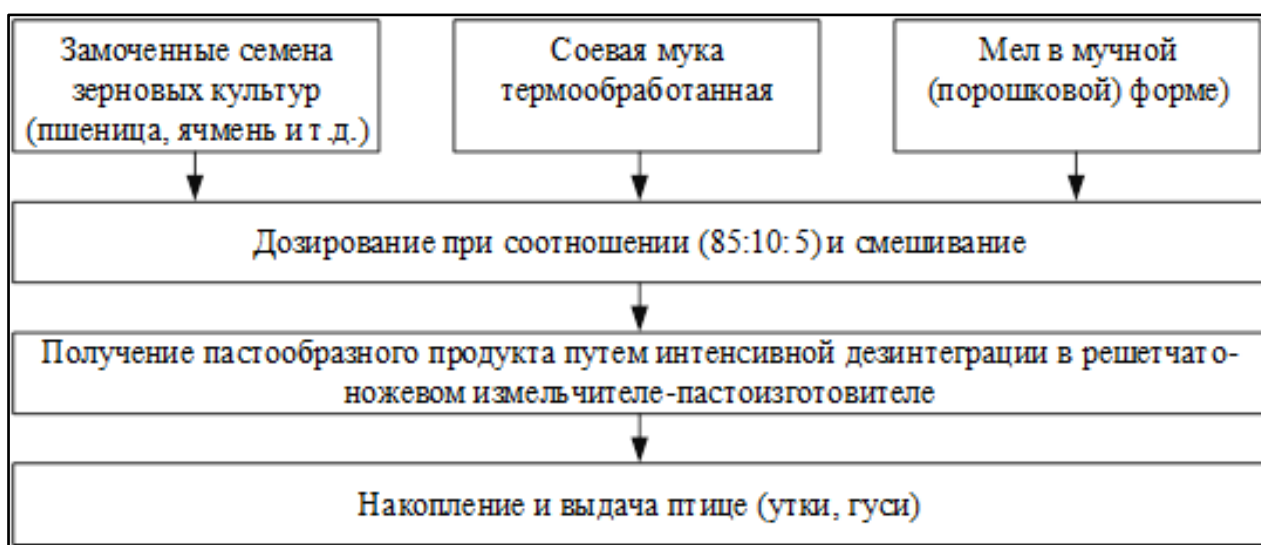 Замоченные семена
зерновых культур
(пшеница, ячмень и т.д.)
Соевая мука
термообработанная
Мел в мучной
(порошковой) форме)
Дозирование при соотношении (85:10:5) и смешивание
Получение пастообразного продукта путем интенсивной дезинтеграции в решетчато-
ножевом измельчителе-пастоизготовителе
Накопление и выдача птице (утки, гуси)